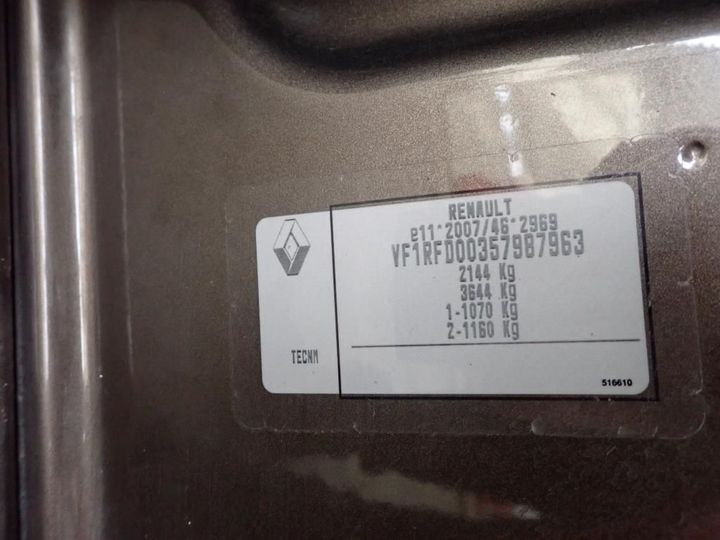 RENAULT
e11*2007/46*2969
VF1RFD00357987963
2144 Kg
3644 Kg
1-1070 Kg
2-1160 Kg
TECNM
516610